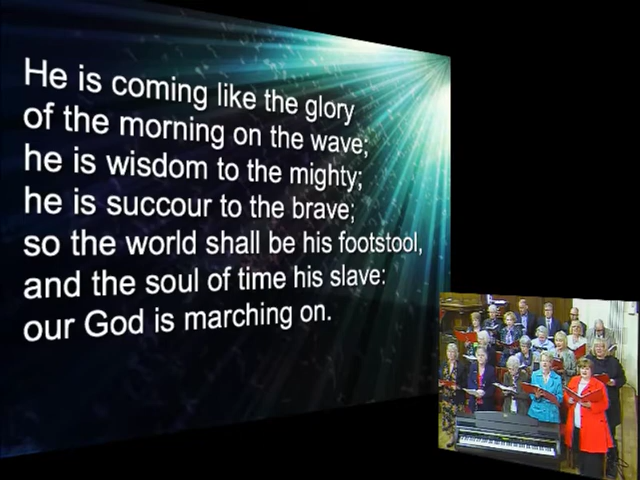 He is coming like the glory
of the morning on the wave;
he is wisdom to the mighty;
he is succour to the brave;
so the world shall be his footstool,
and the soul of time his slave:
our God is marching on.